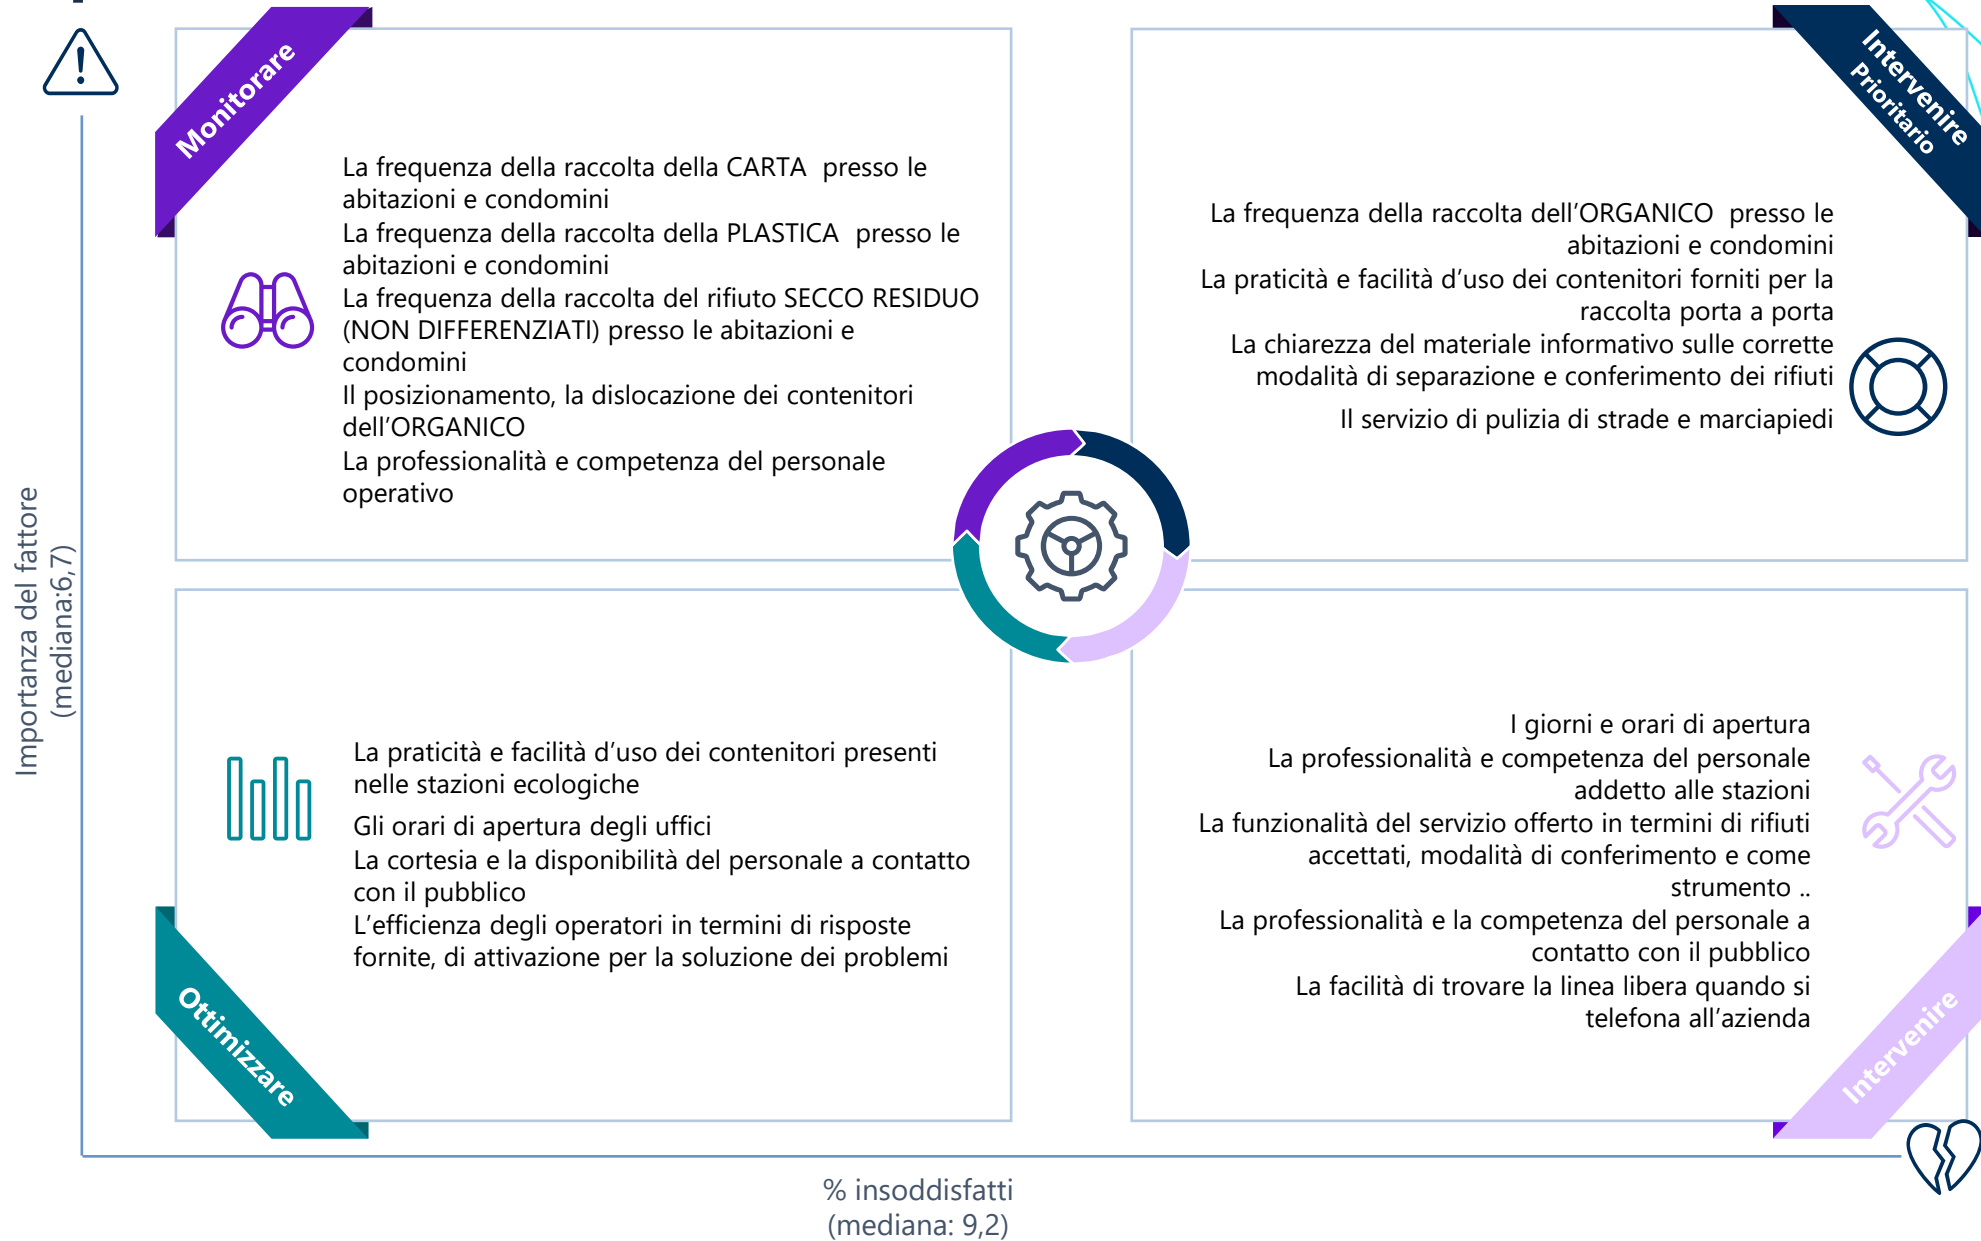 Monitorare
La frequenza della raccolta della CARTA  presso le
abitazioni e condomini
La frequenza della raccolta della PLASTICA  presso le
abitazioni e condomini
La frequenza della raccolta del rifiuto SECCO RESIDUO
(NON DIFFERENZIATI) presso le abitazioni e
condomini
Il posizionamento, la dislocazione dei contenitori
dell’ORGANICO
La professionalità e competenza del personale
operativo
Intervenire
Prioritario
La frequenza della raccolta dell’ORGANICO  presso le
abitazioni e condomini
La praticità e facilità d’uso dei contenitori forniti per la
raccolta porta a porta
La chiarezza del materiale informativo sulle corrette
modalità di separazione e conferimento dei rifiuti
Il servizio di pulizia di strade e marciapiedi
Importanza del fattore
(mediana:6,7)
La praticità e facilità d’uso dei contenitori presenti
nelle stazioni ecologiche
Gli orari di apertura degli uffici
La cortesia e la disponibilità del personale a contatto
con il pubblico
L’efficienza degli operatori in termini di risposte
fornite, di attivazione per la soluzione dei problemi
Ottimizzare
I giorni e orari di apertura
La professionalità e competenza del personale
addetto alle stazioni
La funzionalità del servizio offerto in termini di rifiuti
accettati, modalità di conferimento e come
strumento ..
La professionalità e la competenza del personale a
contatto con il pubblico
La facilità di trovare la linea libera quando si
telefona all’azienda
Intervenire
% insoddisfatti
(mediana: 9,2)